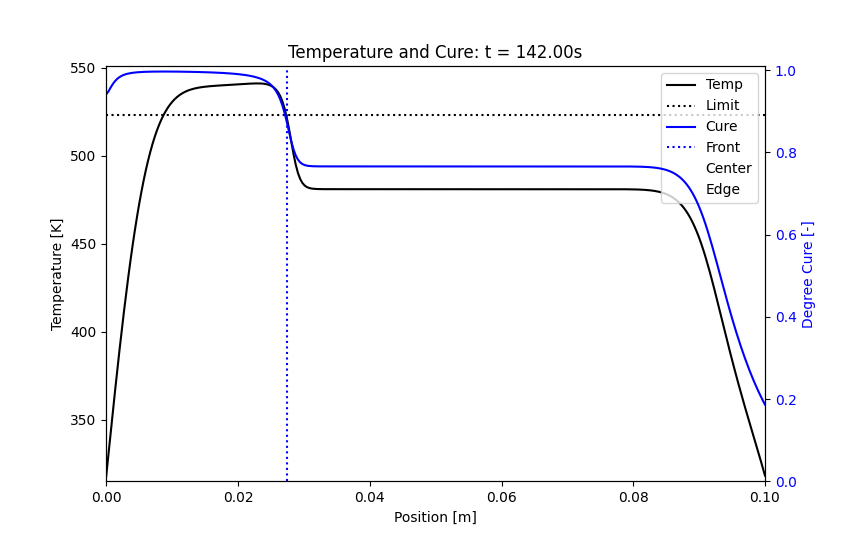 Temperature and Cure: t = 142.00s
Temp
Limit
Cure
Front
Center
Edge
Temperature [K]
550
500
450
400
350
Degree Cure [-]
1.0
0.8
0.6
0.4
0.2
0.0
0.00 0.02 0.04 0.06 0.08 0.10
Position [m]